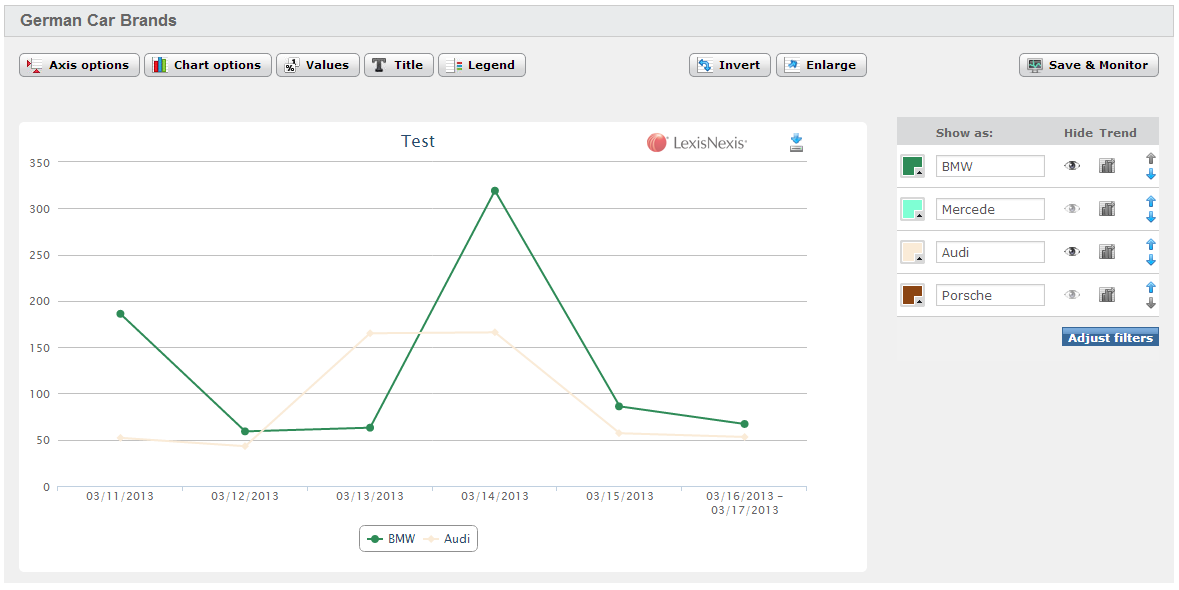 German Car Brands
Axis options
Chart options
Values
Title
Legend
Invert
Enlarge
Save & Monitor
Test
LexisNexis®
350
300
250
200
150
100
50
0
03/11/2013
03/12/2013
03/13/2013
03/14/2013
03/15/2013
03/16/2013 –
03/17/2013
BMW
Audi
Show as:
Hide
Trend
BMW
Mercede
Audi
Porsche
Adjust filters